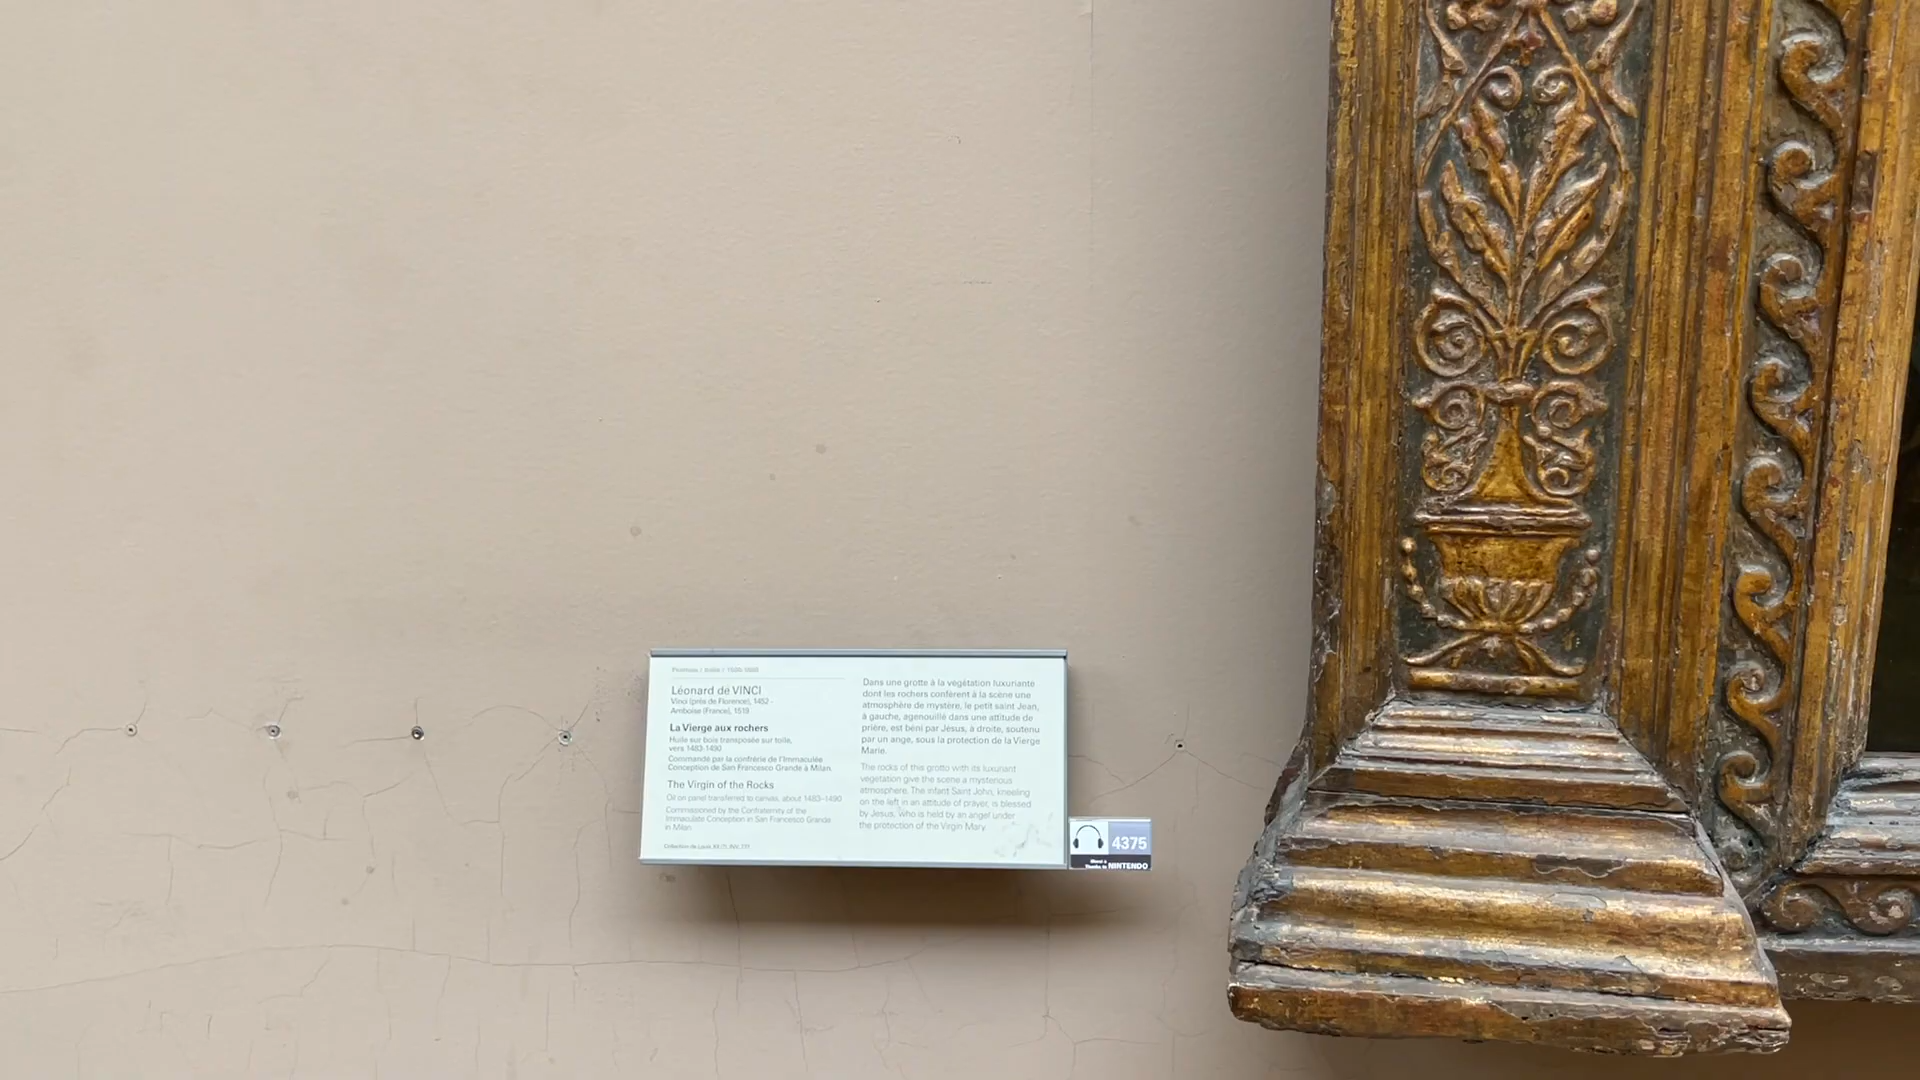 Léonard de VINCI
Vinci (près de Florence), 1452 -
Amboise (France), 1519
La Vierge aux rochers
Huile sur bois transposée sur toile,
vers 1483-1490
Commandé par la confrérie de l'Immaculée
Conception de San Francesco Grande à Milan.
The Virgin of the Rocks
Oil on panel transferred to canvas, about 1483–1490
Commissioned by the Confraternity of the
Immaculate Conception in San Francesco Grande
in Milan.
Collection de Louis
Dans une grotte à la végétation luxuriante
dont les rochers confèrent à la scène une
atmosphère de mystère, le petit saint Jean,
à gauche, agenouillé dans une attitude de
prière, est béni par Jésus, à droite, soutenu
par un ange, sous la protection de la Vierge
Marie.
The rocks of this grotto with its luxuriant
vegetation give the scene a mysterious
atmosphere. The infant Saint John, kneeling
on the left in an attitude of prayer, is blessed
by Jesus, who is held by an angel under
the protection of the Virgin Mary.
4375
Merci à
Thanks to NINTENDO